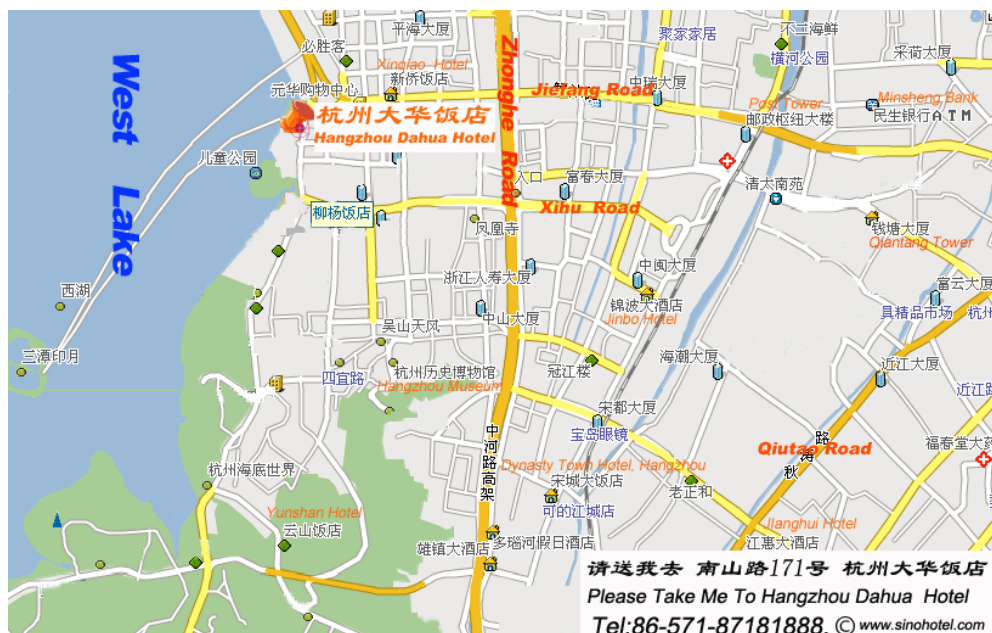 West Lake
平海大厦
必胜客
聚家家居
不二海鲜
横河公园
采荷大厦
Xinqiao Hotel
新侨饭店
元华购物中心
中瑞大厦
Jiefang Road
Minsheng Bank
民生银行ATM
Post Tower
邮政枢纽大楼
杭州大华饭店
Hangzhou Dahua Hotel
Zhonghe Road
儿童公园
入口
富春大厦
清太南苑
柳杨饭店
Xihu Road
凤凰寺
钱塘大厦
Qiantang Tower
浙江人寿大厦
中闽大厦
西湖
锦波大酒店
Jinbo Hotel
富云大厦
具精品市场
杭州
吴山天风
中山大厦
三潭印月
海潮大厦
近江大厦
四宜路
杭州历史博物馆
Hangzhou Museum
冠江楼
近江路
宋都大厦
宝岛眼镜
中河路高架
Qiutao Road
秋涛路
福春堂大药
杭州海底世界
Dynasty Town Hotel, Hangzhou
宋城大饭店
老正和
可的江城店
Yunshan Hotel
云山饭店
Jianghui Hotel
江惠大酒店
雄镇大酒店
多瑙河假日酒店
请送我去 南山路171号 杭州大华饭店
Please Take Me To Hangzhou Dahua Hotel
Tel:86-571-87181888
© www.sinohotel.com